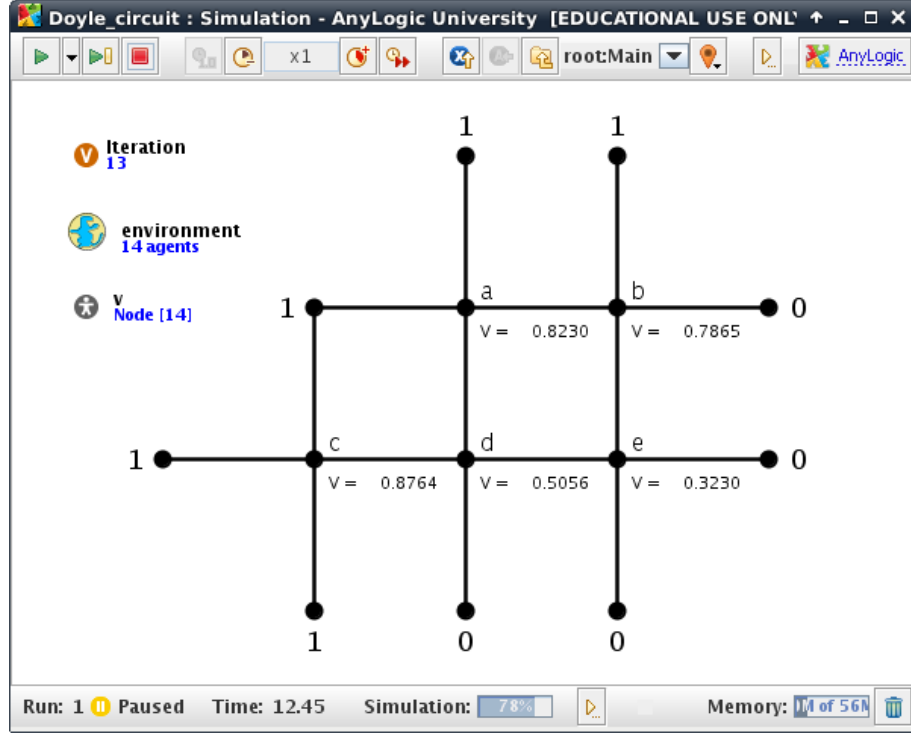 Doyle_circuit : Simulation - AnyLogic University [EDUCATIONAL USE ONLY
x1
root:Main
AnyLogic
Iteration
13
environment
14 agents
v
Node [14]
1
1
1
a
b
0
V = 0.8230
V = 0.7865
1
c
d
e
0
V = 0.8764
V = 0.5056
V = 0.3230
1
0
0
Run: 1 Paused
Time: 12.45
Simulation: 78%
Memory: M of 56M